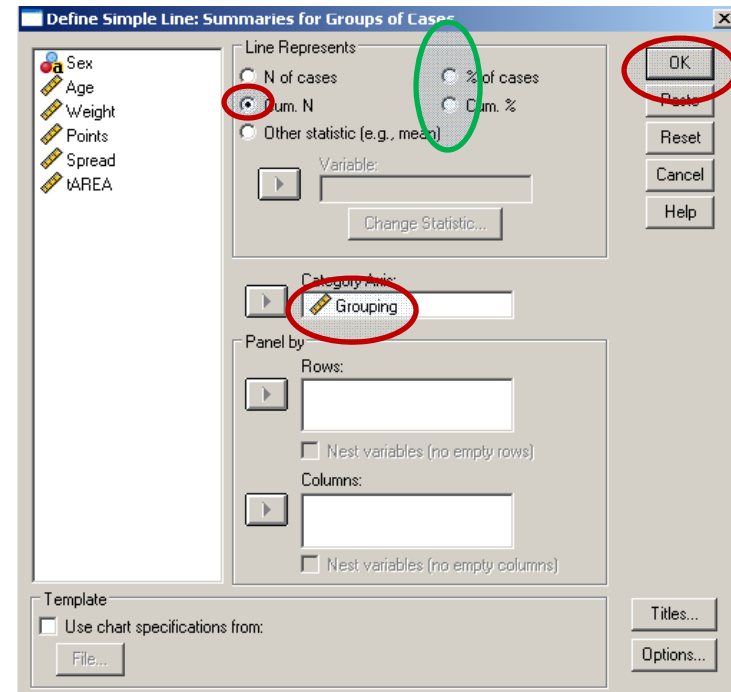 Define Simple Line: Summaries for Groups of Cases
Sex
Age
Weight
Points
Spread
tAREA
Line Represents
N of cases
% of cases
Cum. N
Cum. %
Other statistic (e.g., mean)
Variable:
Change Statistic...
Category Axis:
Grouping
Panel by
Rows:
Nest variables (no empty rows)
Columns:
Nest variables (no empty columns)
Template
Use chart specifications from:
File...
OK
Paste
Reset
Cancel
Help
Titles...
Options...